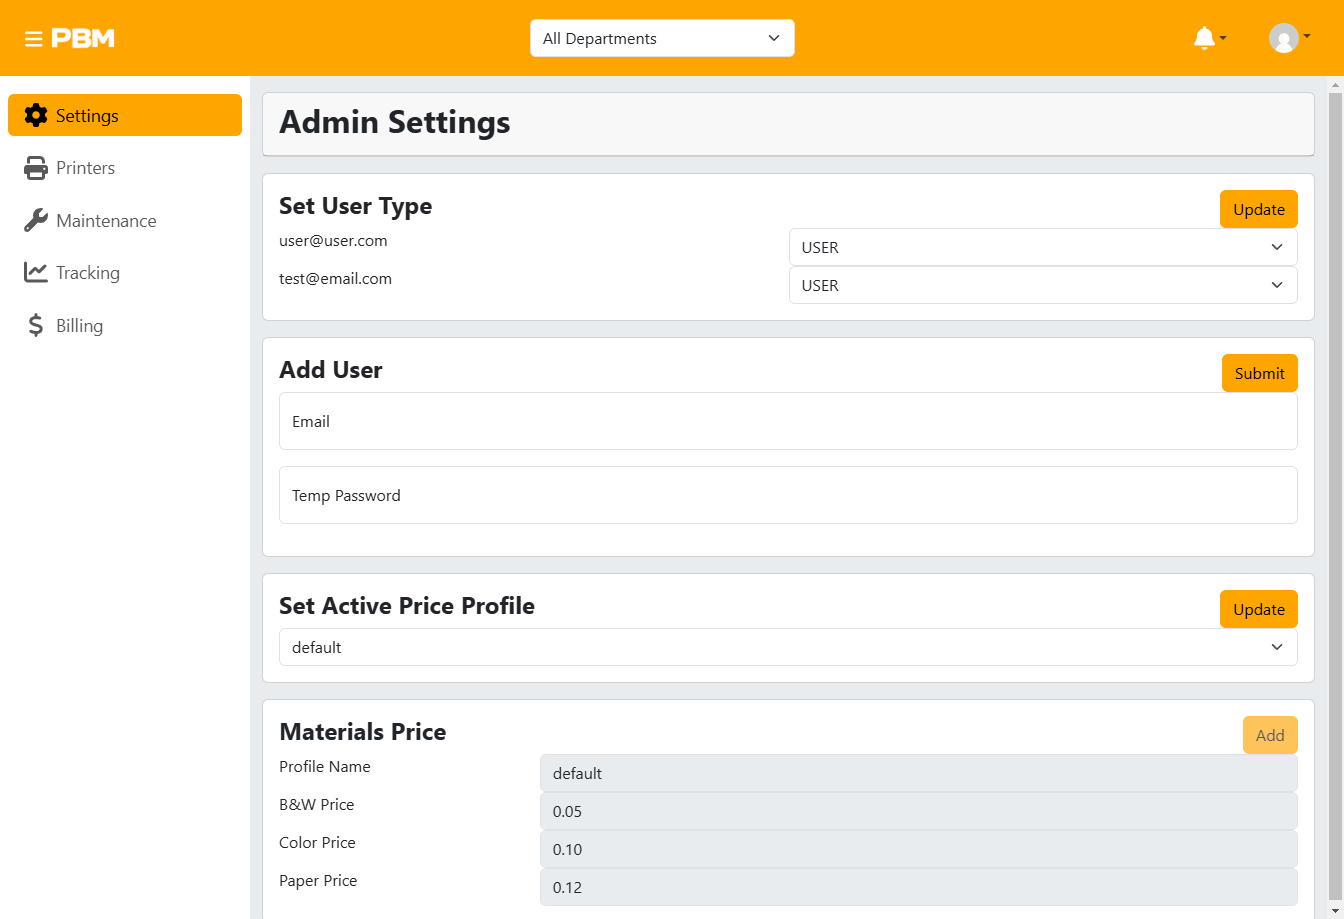 PBM
All Departments
Settings
Printers
Maintenance
Tracking
Billing
Admin Settings
Set User Type
Update
user@user.com
USER
test@email.com
USER
Add User
Submit
Email
Temp Password
Set Active Price Profile
Update
default
Materials Price
Add
Profile Name
default
B&W Price
0.05
Color Price
0.10
Paper Price
0.12